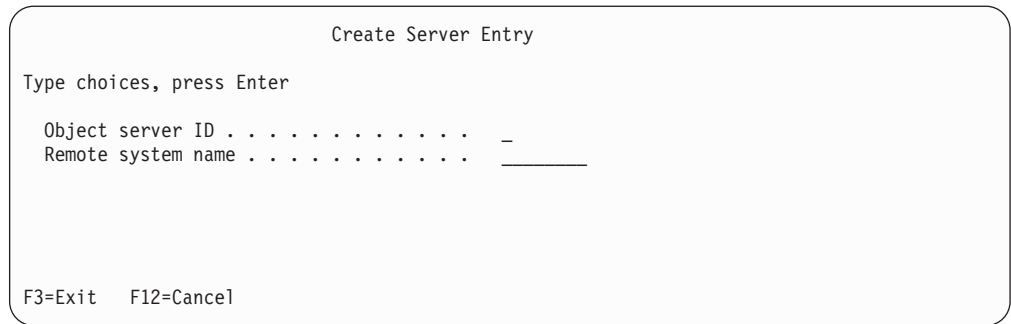 Create Server Entry
Type choices, press Enter
Object server ID . . . . . . . . . . . . _
Remote system name . . . . . . . . . . . ________
F3=Exit F12=Cancel